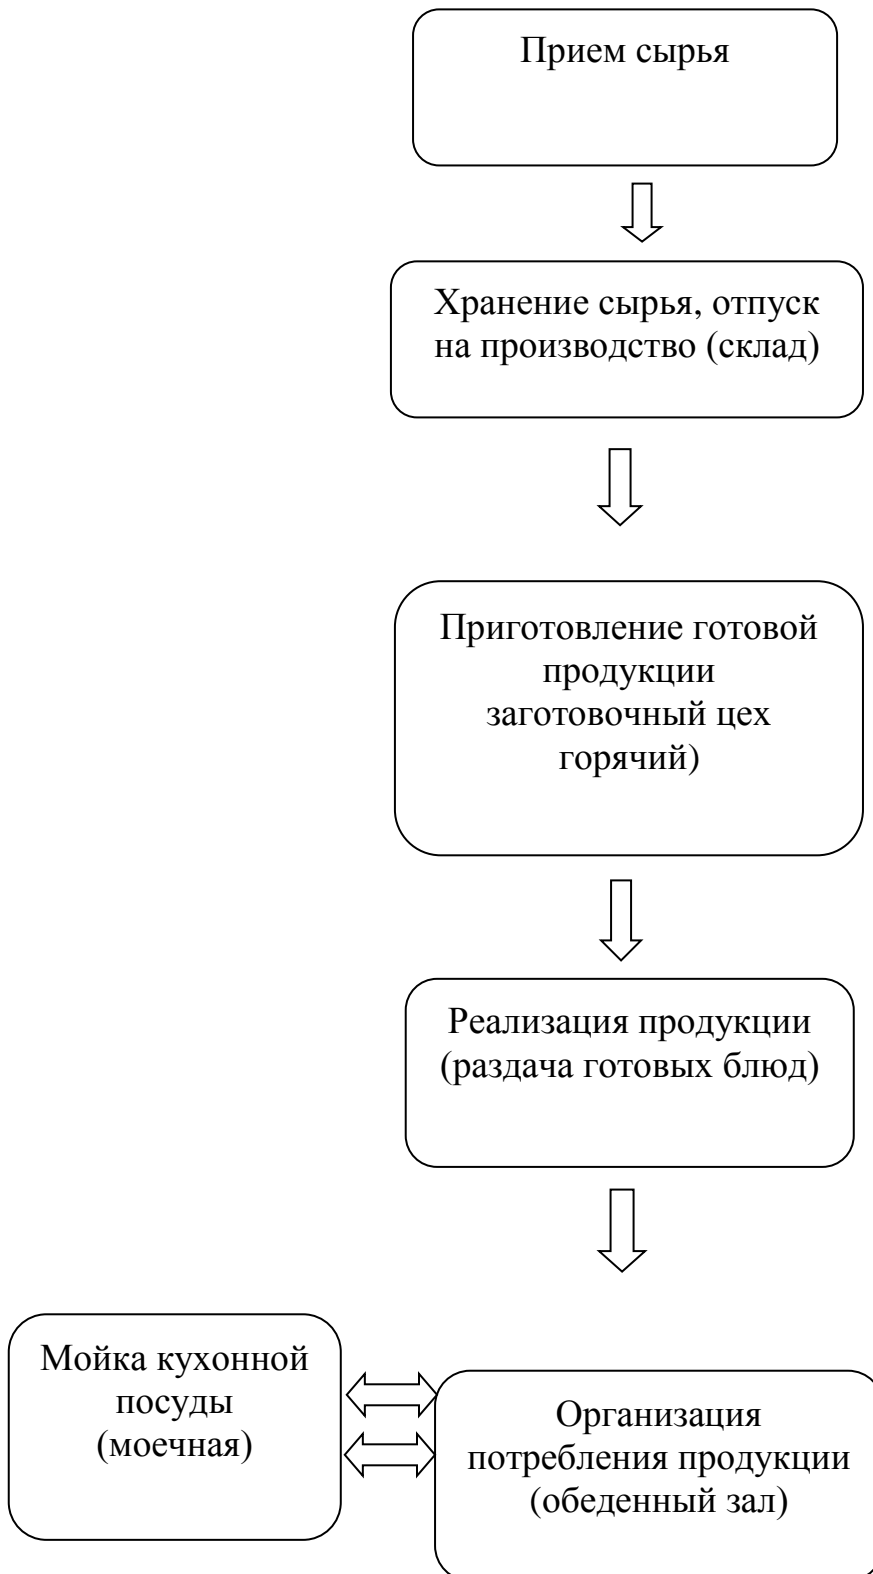 Прием сырья
Хранение сырья, отпуск
на производство (склад)
Приготовление готовой
продукции
заготовочный цех
горячий)
Реализация продукции
(раздача готовых блюд)
Мойка кухонной
посуды
(моечная)
Организация
потребления продукции
(обеденный зал)